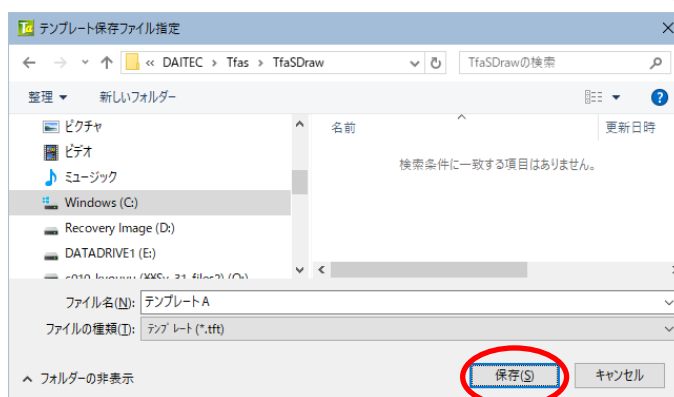 テンプレート保存ファイル指定
« DAITEC › Tfas › TfaSDraw
TfaSDrawの検索
整理 ▼ 新しいフォルダー
ピクチャ
ビデオ
ミュージック
Windows (C:)
Recovery Image (D:)
DATADRIVE1 (E:)
名前
更新日時
検索条件に一致する項目はありません。
ファイル名(N): テンプレートA
ファイルの種類(T): テンプレート (*.tft)
フォルダーの非表示
保存(S)
キャンセル